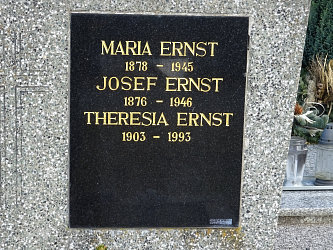 MARIA ERNST
1878 - 1945
JOSEF ERNST
1876 - 1946
THERESIA ERNST
1903 - 1993